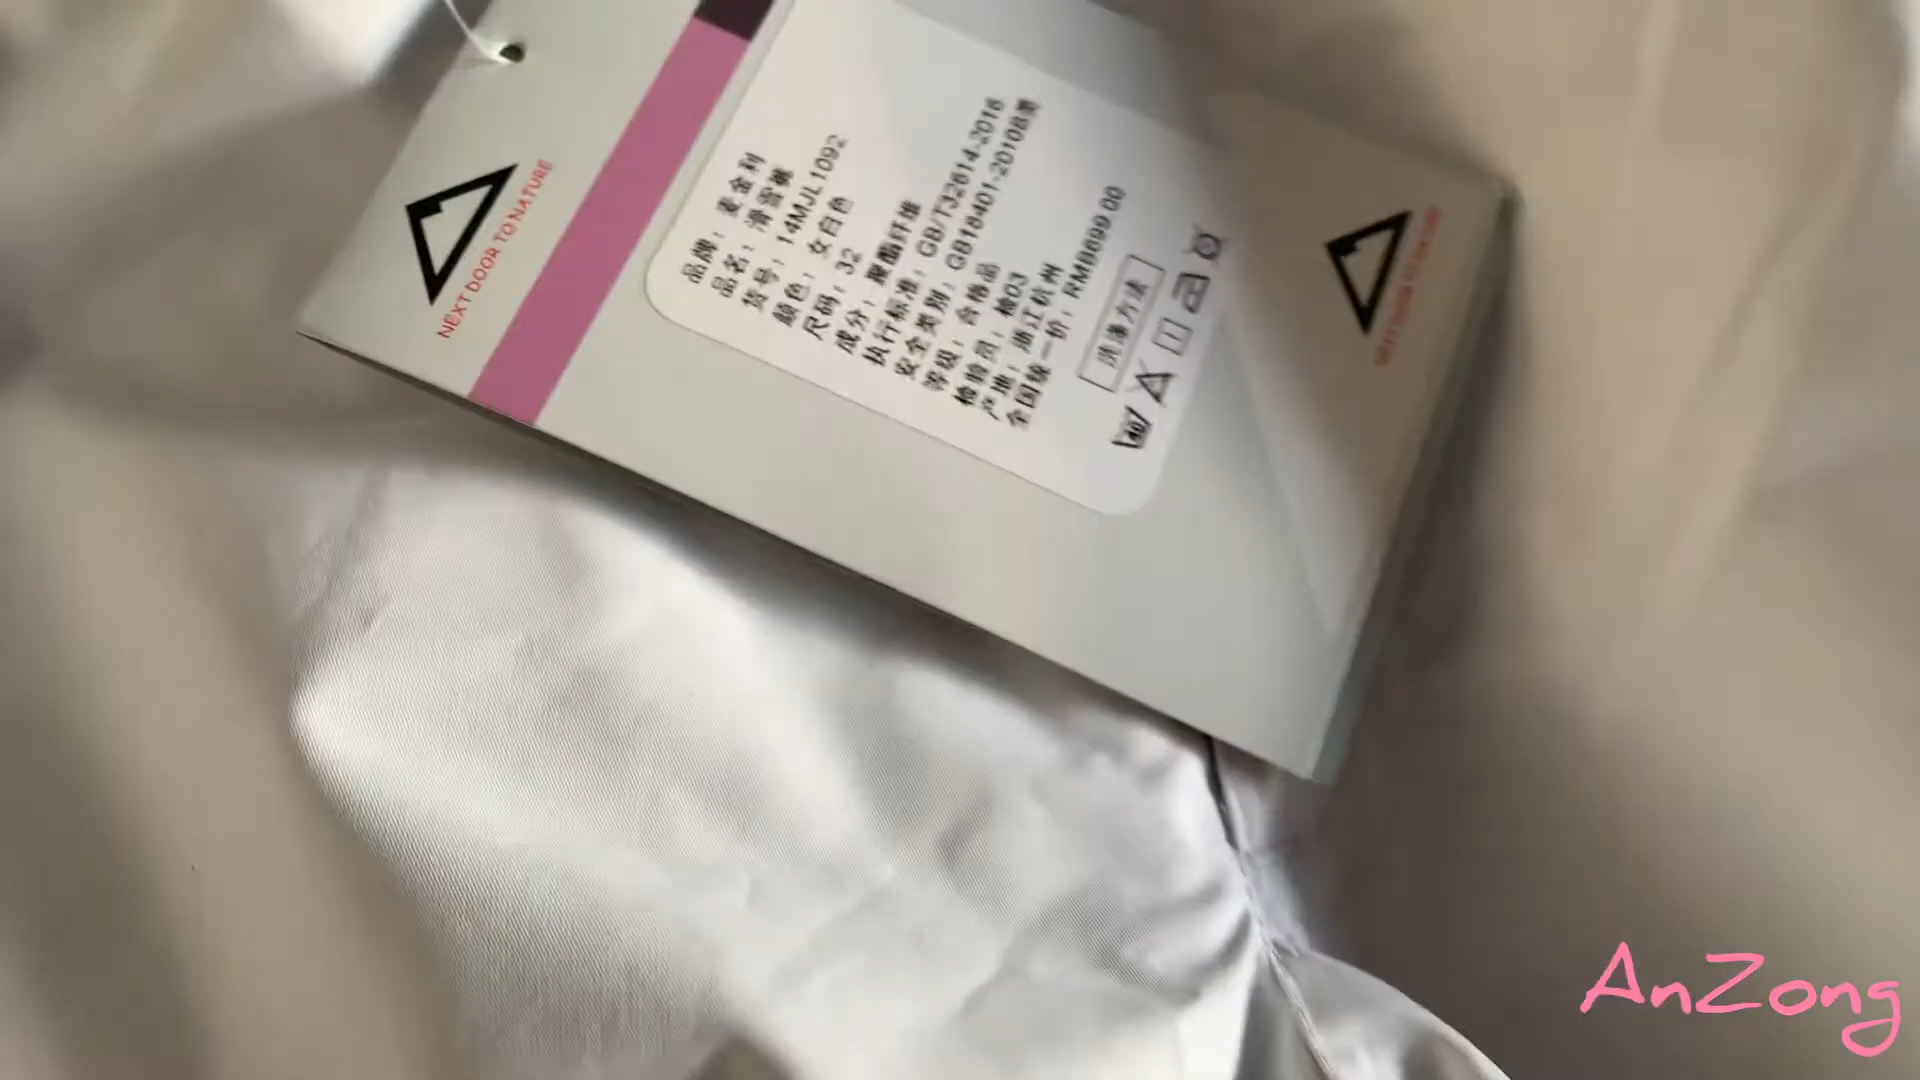 NEXT DOOR TO NATURE
品牌：麦金利
品名：滑雪裤
货号：14MJL1092
颜色：女白色
尺码：32
成分：聚酯纤维
执行标准：GB/T32614-2016
安全类别：GB18401-2010B类
等级：合格品
检验员：检03
产地：浙江杭州
全国统一价：RMB699.00
洗涤方法
40
AnZong